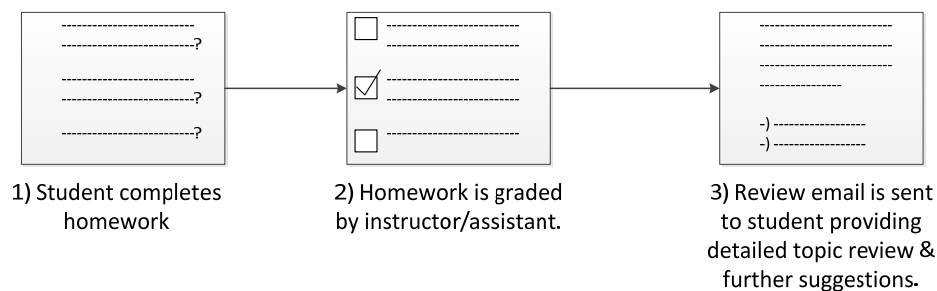 ?
?
?
-)
-)
1) Student completes
homework
2) Homework is graded
by instructor/assistant.
3) Review email is sent
to student providing
detailed topic review &
further suggestions.